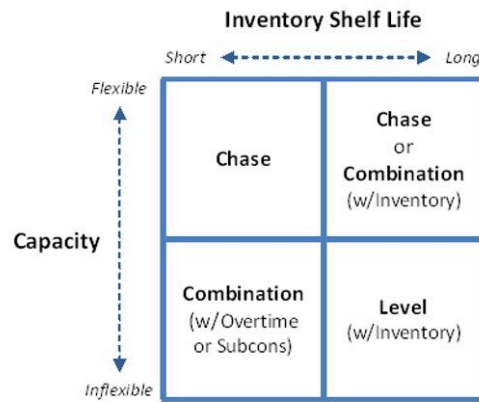 Inventory Shelf Life
Short
Long
Flexible
Chase
Chase
or
Combination
(w/Inventory)
Capacity
Combination
(w/Overtime
or Subcons)
Level
(w/Inventory)
Inflexible